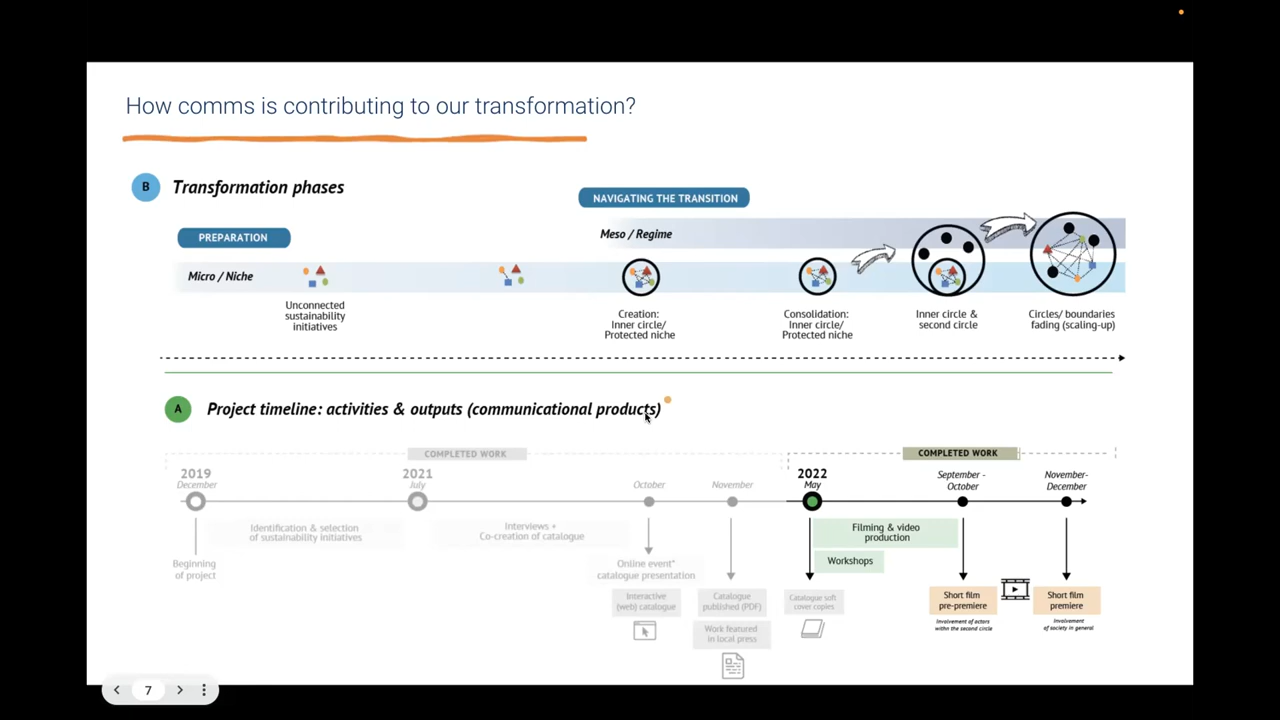 How comms is contributing to our transformation?
B
Transformation phases
NAVIGATING THE TRANSITION
PREPARATION
Meso / Regime
Micro / Niche
Unconnected
sustainability
initiatives
Creation:
Inner circle/
Protected niche
Consolidation:
Inner circle/
Protected niche
Inner circle &
second circle
Circles/ boundaries
fading (scaling-up)
A
Project timeline: activities & outputs (communicational products)
COMPLETED WORK
COMPLETED WORK
2019
December
2021
July
October
November
2022
May
September -
October
November-
December
Identification & selection
of sustainability initiatives
Interviews +
Co-creation of catalogue
Filming & video
production
Workshops
Beginning
of project
Online event*
catalogue presentation
Interactive
(web) catalogue
Catalogue
published (PDF)
Work featured
in local press
Catalogue soft
cover copies
Short film
pre-premiere
Involvement of actors
within the second circle
Short film
premiere
Involvement
of society in general
7